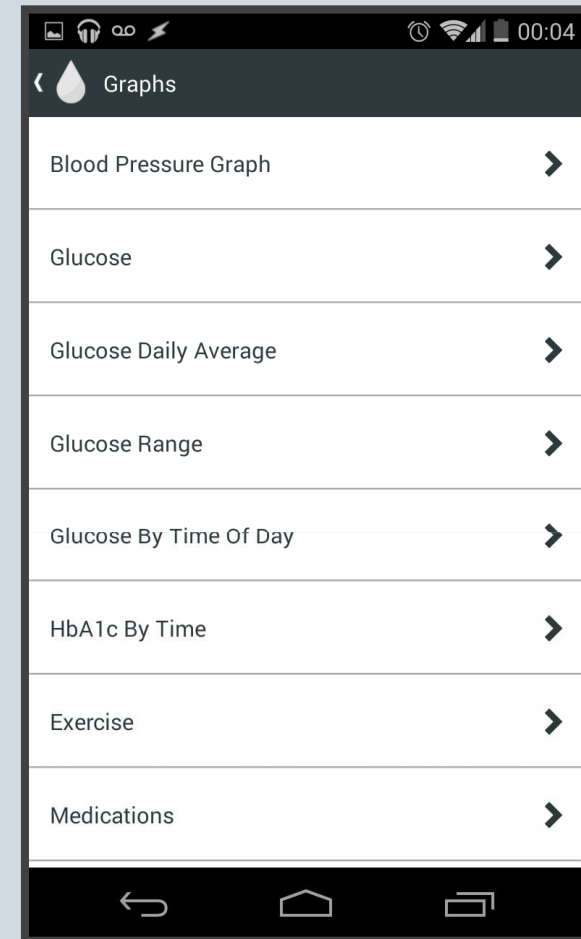 00:04
Graphs
Blood Pressure Graph
Glucose
Glucose Daily Average
Glucose Range
Glucose By Time Of Day
HbA1c By Time
Exercise
Medications